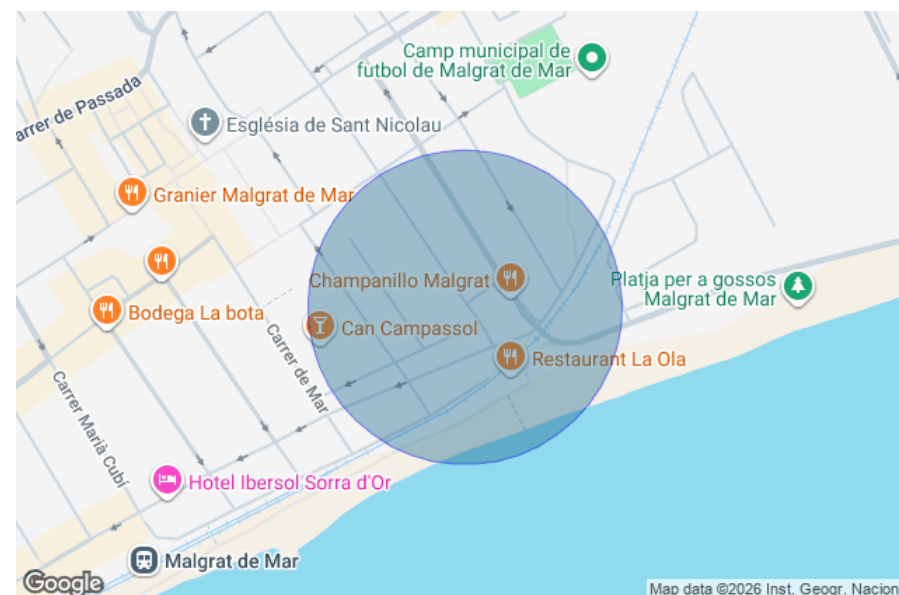 Camp municipal de
futbol de Malgrat de Mar
Carrer de Passada
Església de Sant Nicolau
Granier Malgrat de Mar
Champanillo Malgrat
Platja per a gossos
Malgrat de Mar
Bodega La bota
Can Campassol
Carrer de Mar
Restaurant La Ola
Carrer Marià Cubí
Hotel Ibersol Sorra d'Or
Malgrat de Mar
Google
Map data ©2026 Inst. Geogr. Nacion